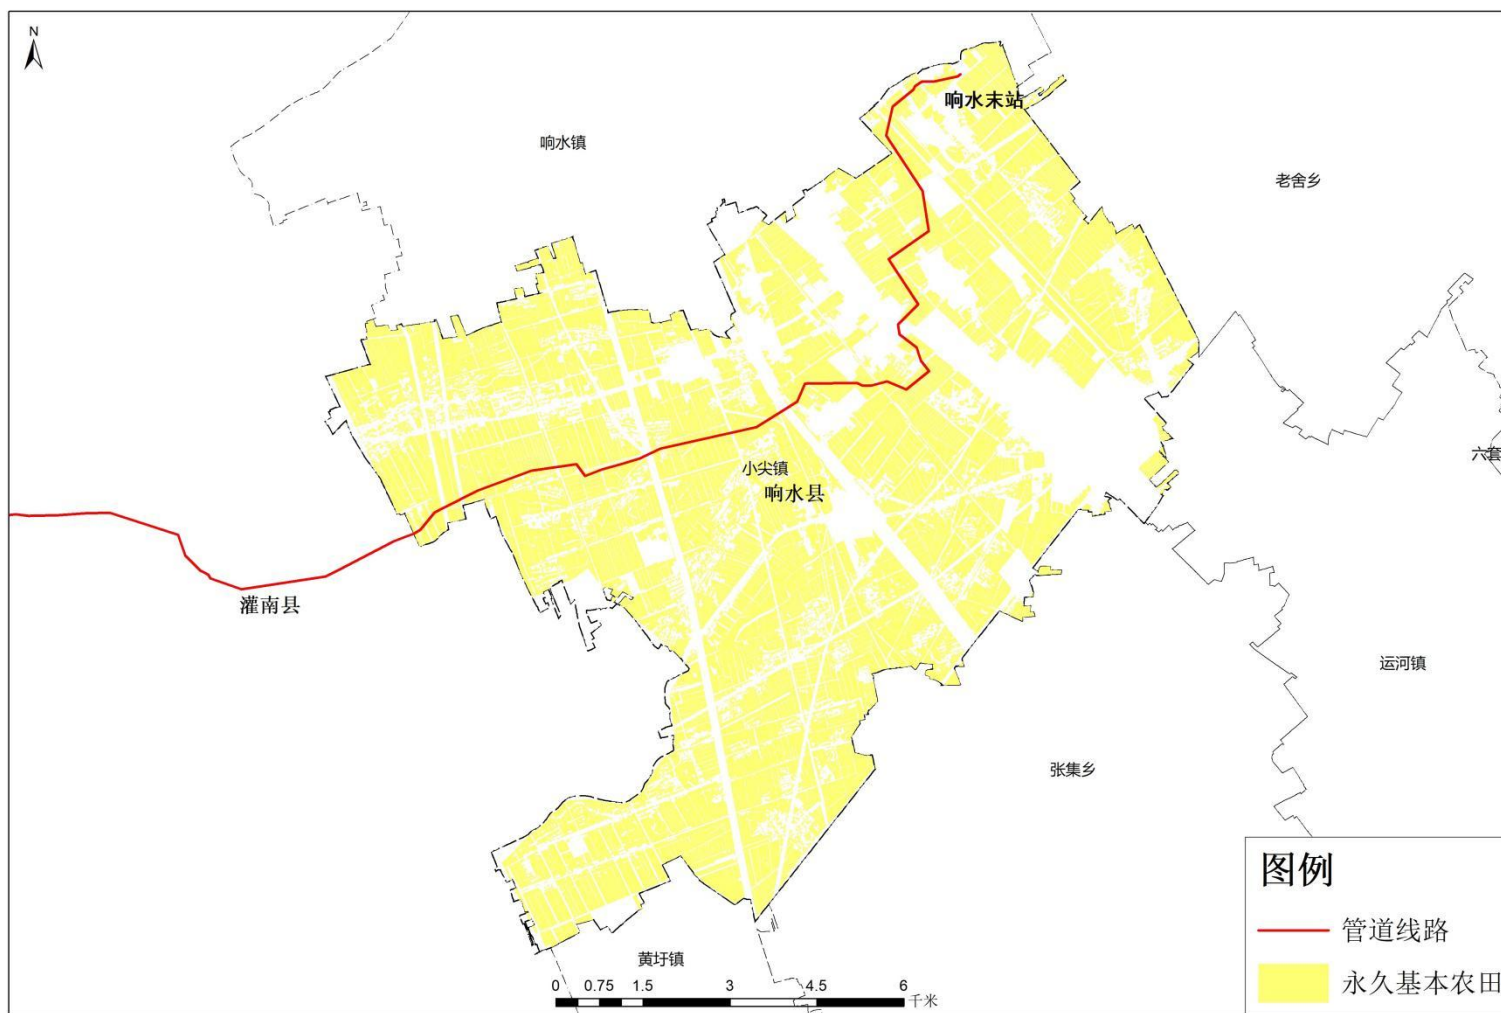 N
响水末站
响水镇
老舍乡
六套
小尖镇
响水县
灌南县
运河镇
张集乡
黄圩镇
0 0.75 1.5 3 4.5 6
千米
图例
管道线路
永久基本农田